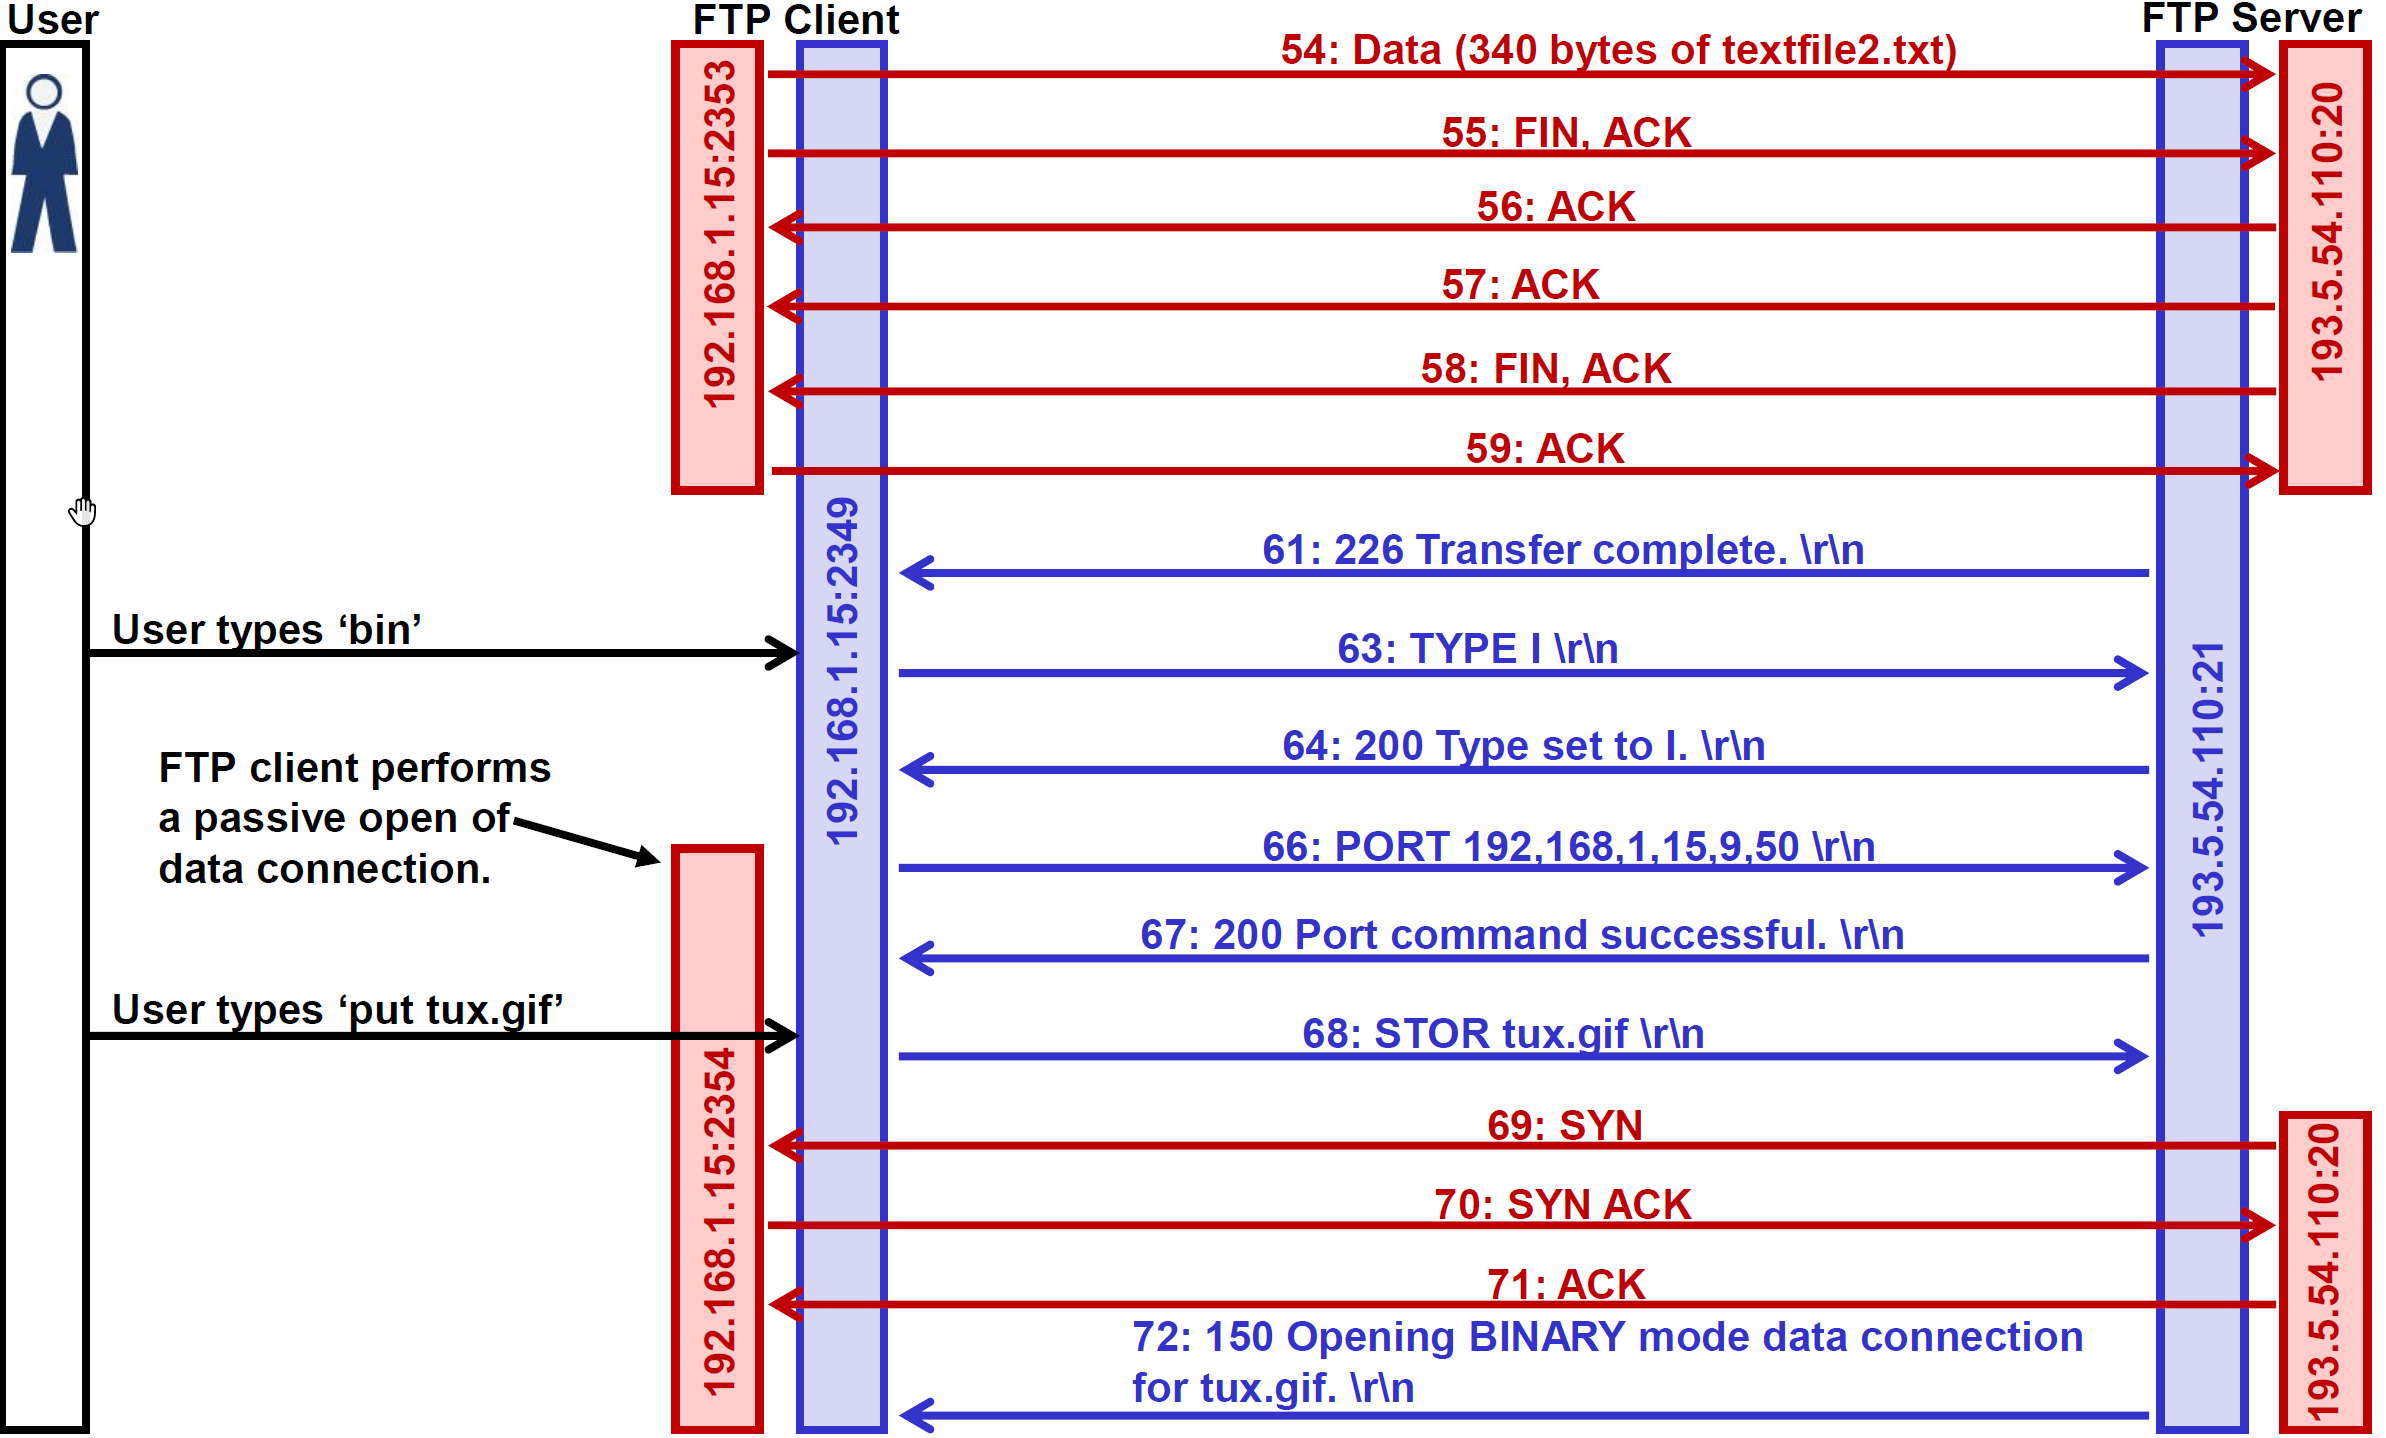 User
FTP Client
FTP Server
54: Data (340 bytes of textfile2.txt)
192.168.1.15:2353
193.5.54.110:20
55: FIN, ACK
56: ACK
57: ACK
58: FIN, ACK
59: ACK
192.168.1.15:2349
193.5.54.110:21
61: 226 Transfer complete. \r\n
User types ‘bin’
63: TYPE I \r\n
64: 200 Type set to I. \r\n
FTP client performs
a passive open of
data connection.
66: PORT 192,168,1,15,9,50 \r\n
67: 200 Port command successful. \r\n
User types ‘put tux.gif’
68: STOR tux.gif \r\n
192.168.1.15:2354
193.5.54.110:20
69: SYN
70: SYN ACK
71: ACK
72: 150 Opening BINARY mode data connection
for tux.gif. \r\n